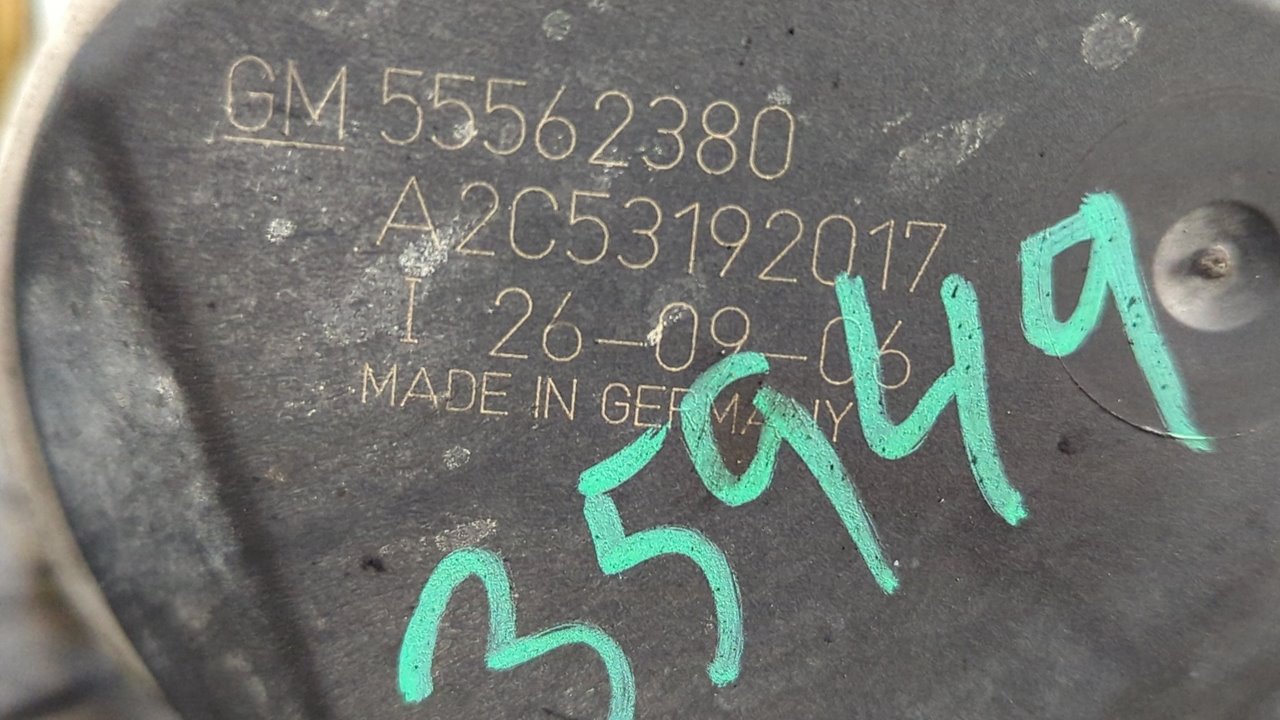 GM 55562380
A2C53192017
I 26-09-06
MADE IN GERMANY
35949